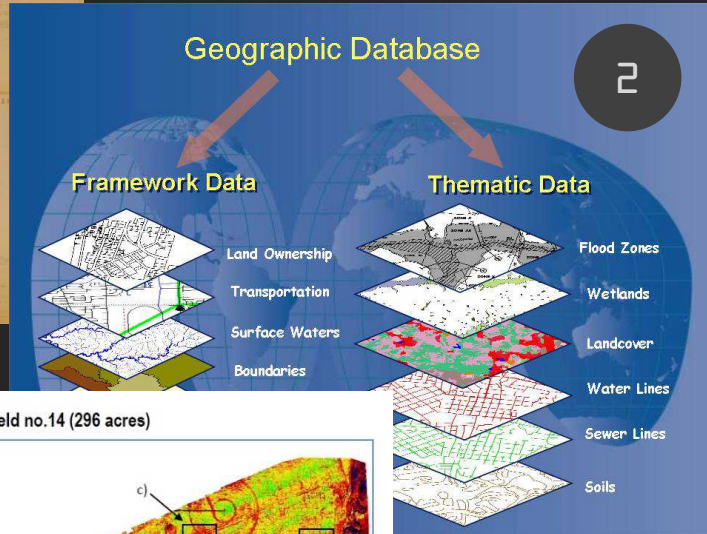 Geographic Database
2
Framework Data
Thematic Data
Land Ownership
Transportation
Surface Waters
Boundaries
Flood Zones
Wetlands
Landcover
Water Lines
Sewer Lines
Soils
eld no.14 (296 acres)
c)